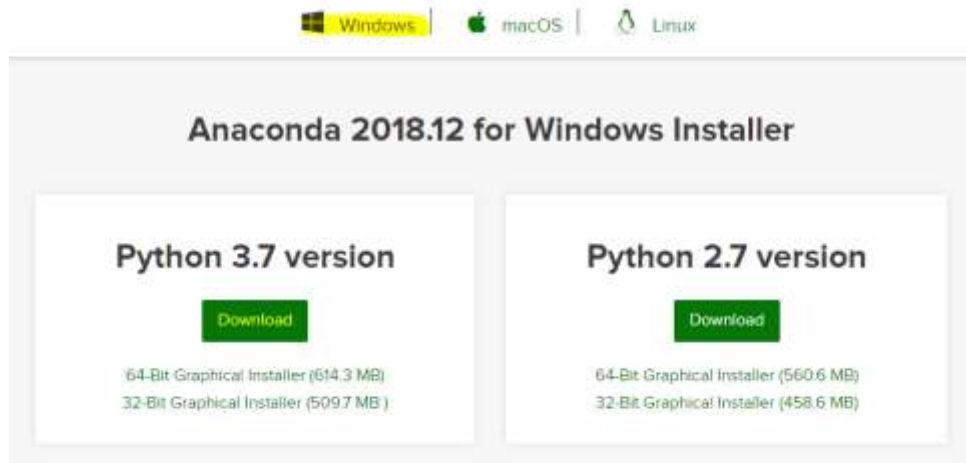 Windows | macOS | Linux
Anaconda 2018.12 for Windows Installer
Python 3.7 version
Download
64-Bit Graphical Installer (614.3 MB)
32-Bit Graphical Installer (509.7 MB )
Python 2.7 version
Download
64-Bit Graphical Installer (560.6 MB)
32-Bit Graphical Installer (458.6 MB)